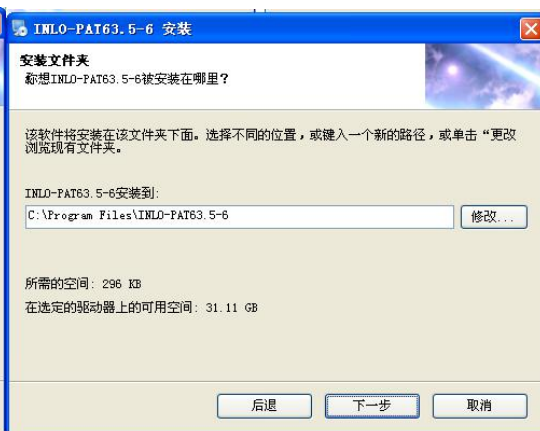 INLO-PAT63.5-6 安装
安装文件夹
你想INLO-PAT63.5-6被安装在哪里?
该软件将安装在该文件夹下面。选择不同的位置，或键入一个新的路径，或单击“更改
浏览现有文件夹。
INLO-PAT63.5-6安装到:
C:\Program Files\INLO-PAT63.5-6
修改...
所需的空间: 296 KB
在选定的驱动器上的可用空间: 31.11 GB
后退
下一步
取消